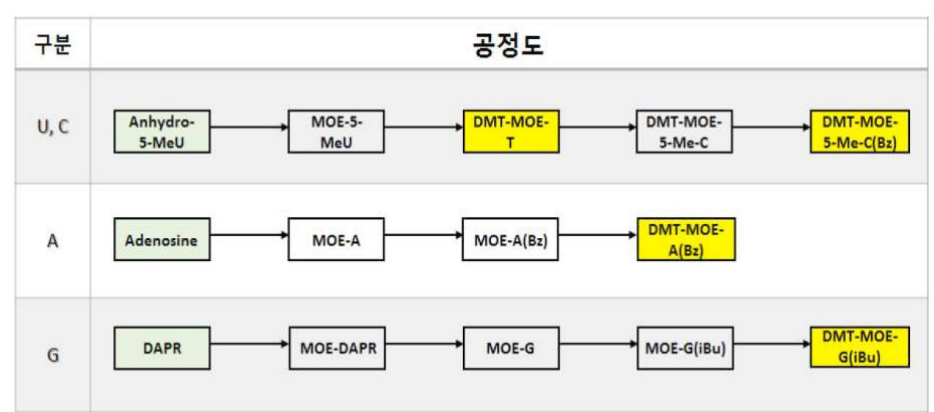 구분
공정도
U, C
Anhydro-
5-MeU
MOE-5-
MeU
DMT-MOE-
T
DMT-MOE-
5-Me-C
DMT-MOE-
5-Me-C(Bz)
A
Adenosine
MOE-A
MOE-A(Bz)
DMT-MOE-
A(Bz)
G
DAPR
MOE-DAPR
MOE-G
MOE-G(iBu)
DMT-MOE-
G(iBu)